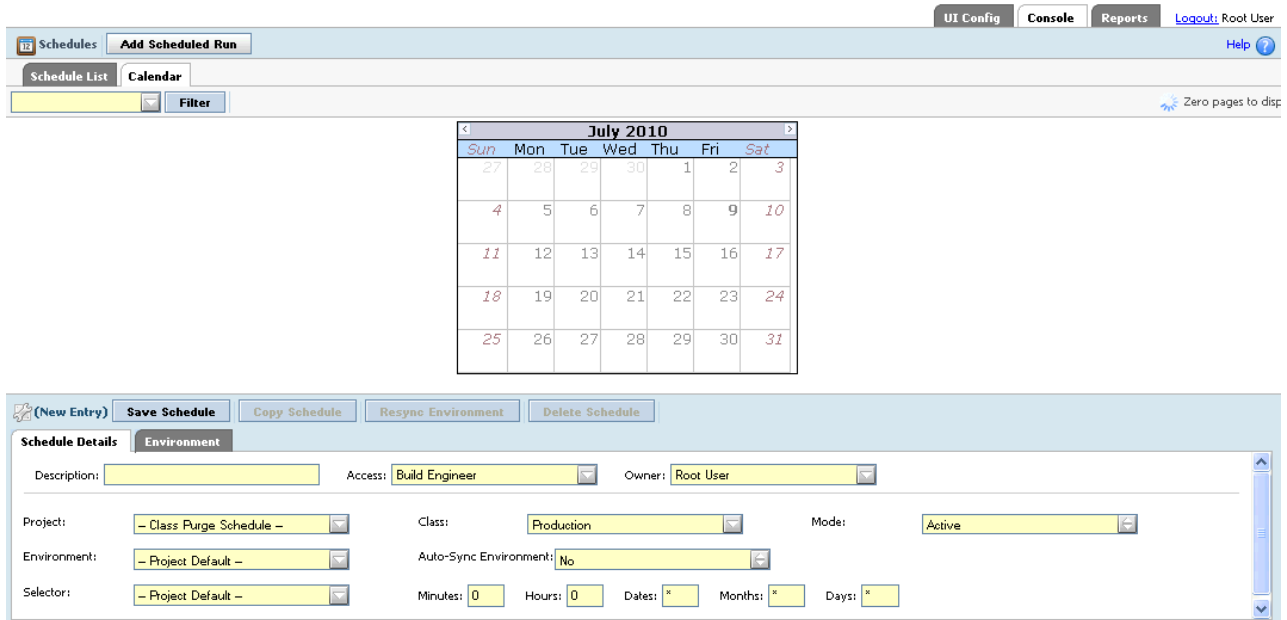 UI Config Console Reports Logout: Root User
12 Schedules Add Scheduled Run Help ?
Schedule List Calendar
Filter Zero pages to disp
< July 2010 >
Sun Mon Tue Wed Thu Fri Sat
27 28 29 30 1 2 3
4 5 6 7 8 9 10
11 12 13 14 15 16 17
18 19 20 21 22 23 24
25 26 27 28 29 30 31
(New Entry) Save Schedule Copy Schedule Resync Environment Delete Schedule
Schedule Details Environment
Description: Access: Build Engineer Owner: Root User
Project: -- Class Purge Schedule -- Class: Production Mode: Active
Environment: -- Project Default -- Auto-Sync Environment: No
Selector: -- Project Default -- Minutes: 0 Hours: 0 Dates: * Months: * Days: *